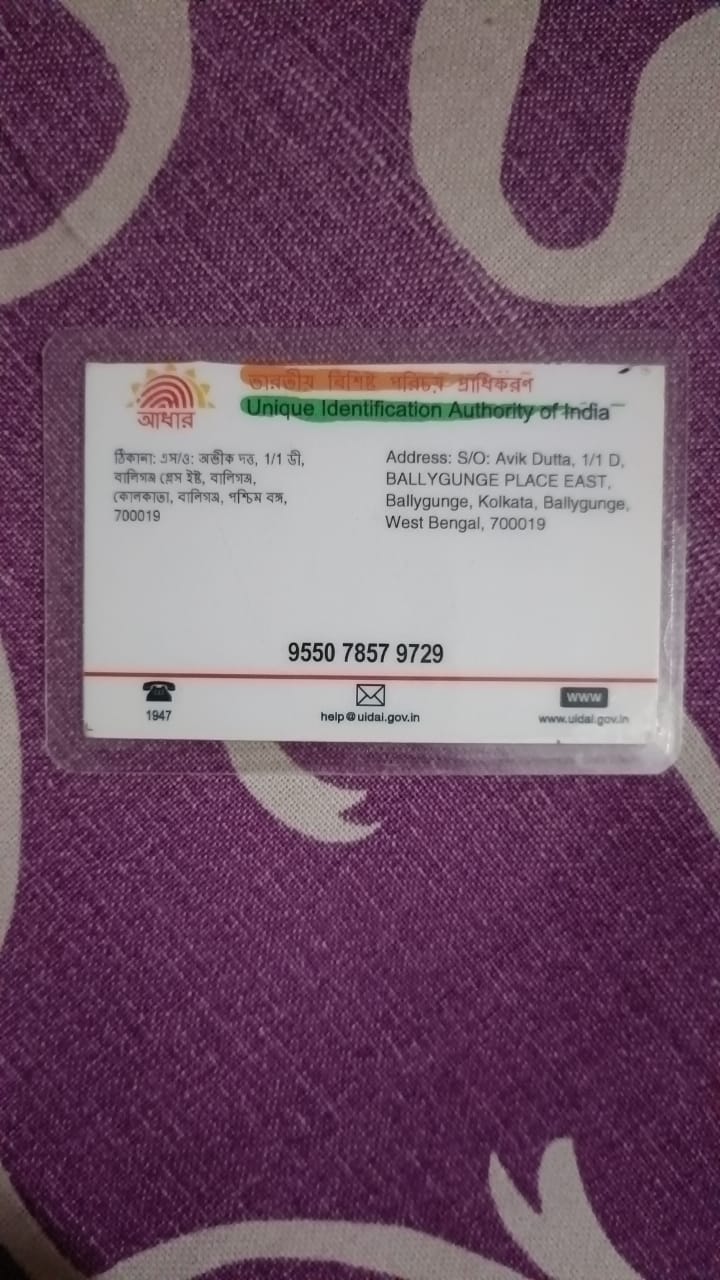 ভারতীয় বিশিষ্ট পরিচয় প্রাধিকরণ
Unique Identification Authority of India
আধার
ঠিকানা: এস/ও: অভীক দত্ত, 1/1 ডী,
বালিগঞ্জ প্লেস ইষ্ট, বালিগঞ্জ,
কোলকাতা, বালিগঞ্জ, পশ্চিম বঙ্গ,
700019
Address: S/O: Avik Dutta, 1/1 D,
BALLYGUNGE PLACE EAST,
Ballygunge, Kolkata, Ballygunge,
West Bengal, 700019
9550 7857 9729
1947
help@uidai.gov.in
WWW
www.uidai.gov.in